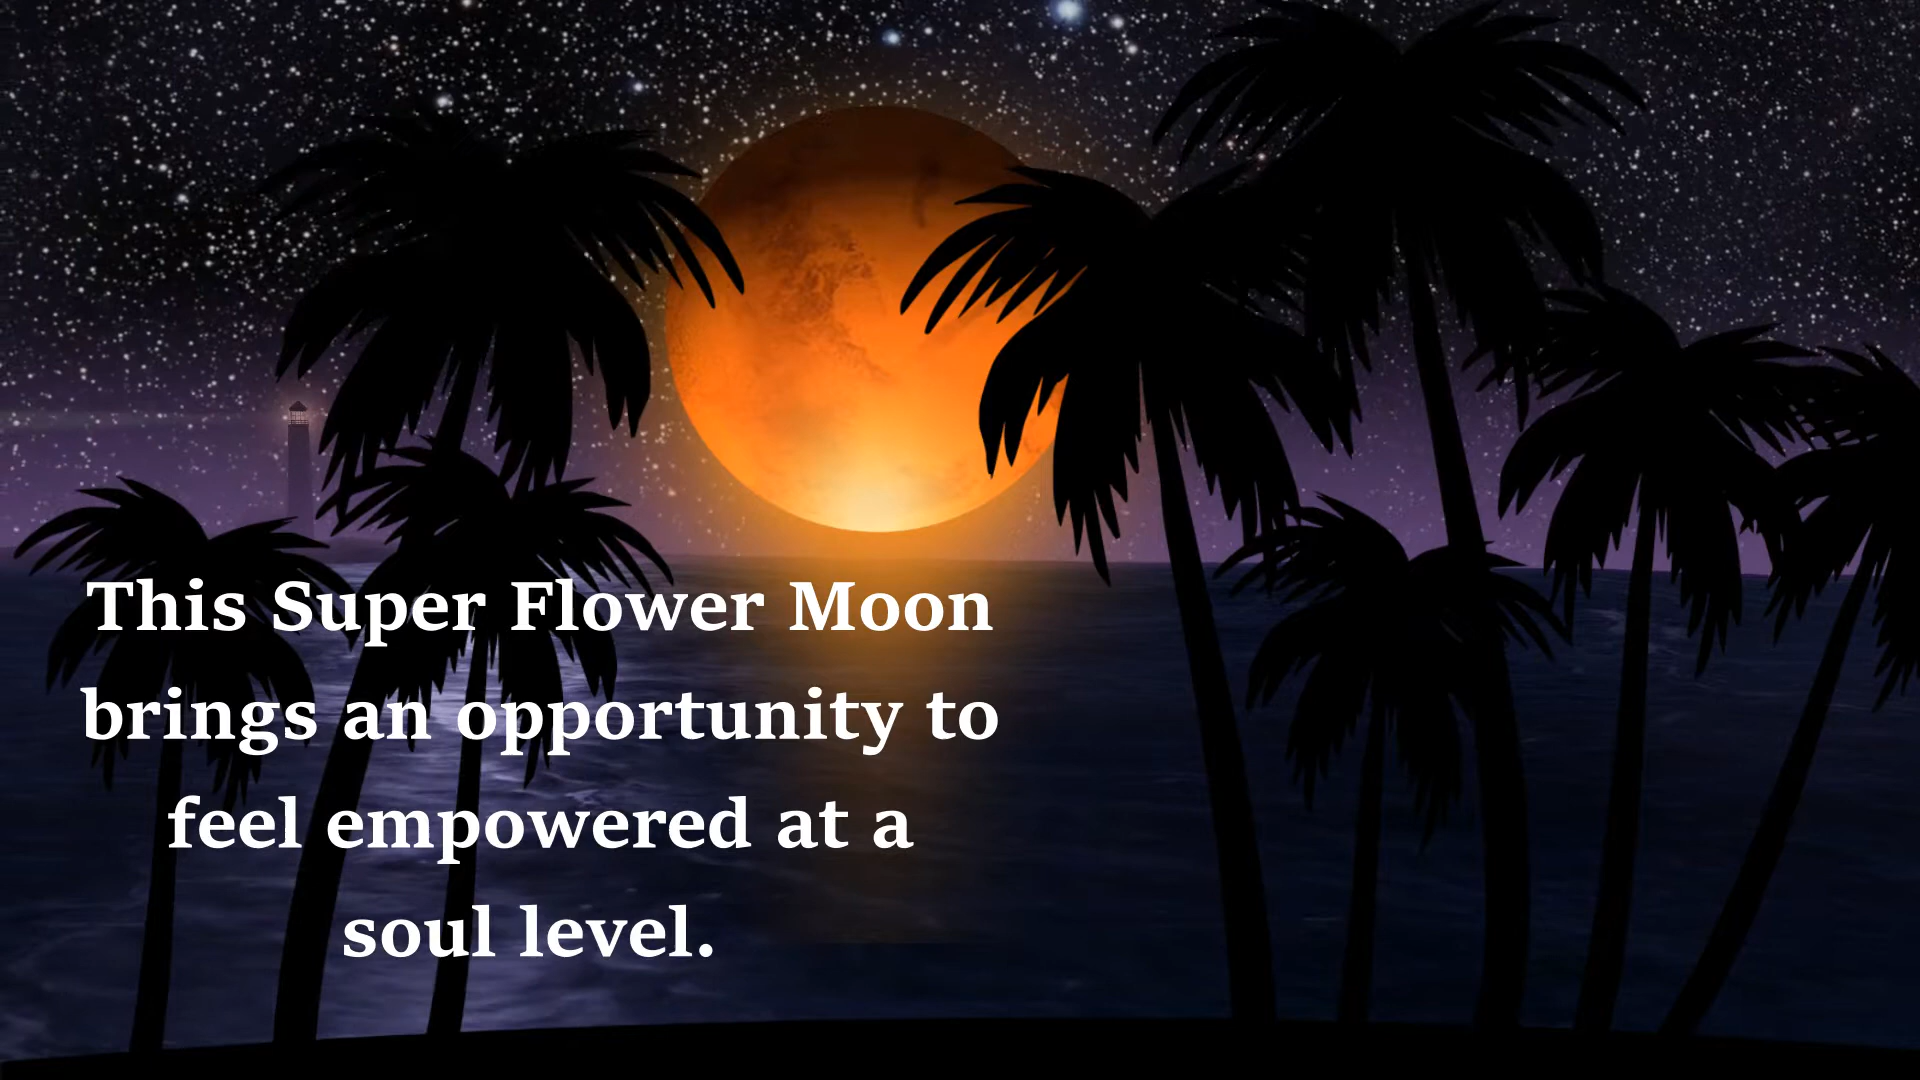 This Super Flower Moon
brings an opportunity to
feel empowered at a
soul level.